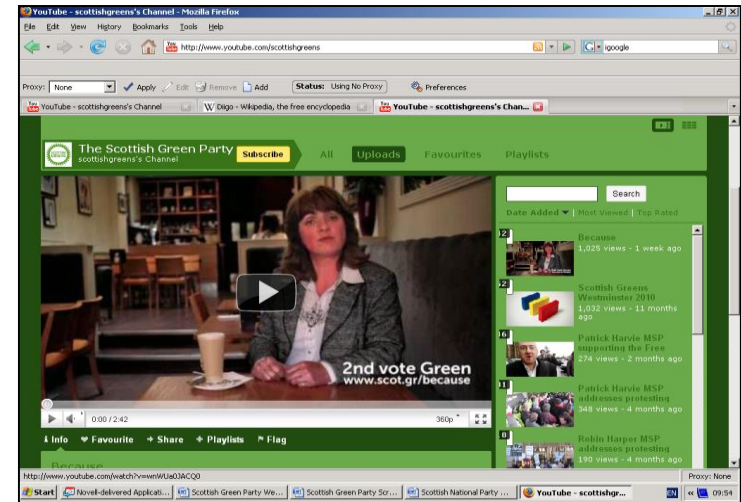 YouTube - scottishgreens's Channel - Mozilla Firefox
File Edit View History Bookmarks Tools Help
http://www.youtube.com/scottishgreens
igoogle
Proxy: None Apply Edit Remove Add Status: Using No Proxy Preferences
YouTube - scottishgreens's Channel
Diigo - Wikipedia, the free encyclopedia
YouTube - scottishgreens's Chan...
The Scottish Green Party
scottishgreens's Channel
Subscribe
All Uploads Favourites Playlists
2nd vote Green
www.scot.gr/because
0:00 / 2:42
360p
Info Favourite Share Playlists Flag
Because
Search
Date Added | Most Viewed | Top Rated
Because
1,025 views - 1 week ago
Scottish Greens
Westminster 2010
1,032 views - 11 months
ago
Patrick Harvie MSP
supporting the Free
274 views - 2 months ago
Patrick Harvie MSP
addresses protesting
348 views - 4 months ago
Robin Harper MSP
addresses protesting
190 views - 4 months ago
http://www.youtube.com/watch?v=wnWUa0JACQ0
Proxy: None
Start
Novell-delivered Applicati...
Scottish Green Party We...
Scottish Green Party Scr...
Scottish National Party ...
YouTube - scottishgr...
EN
09:54